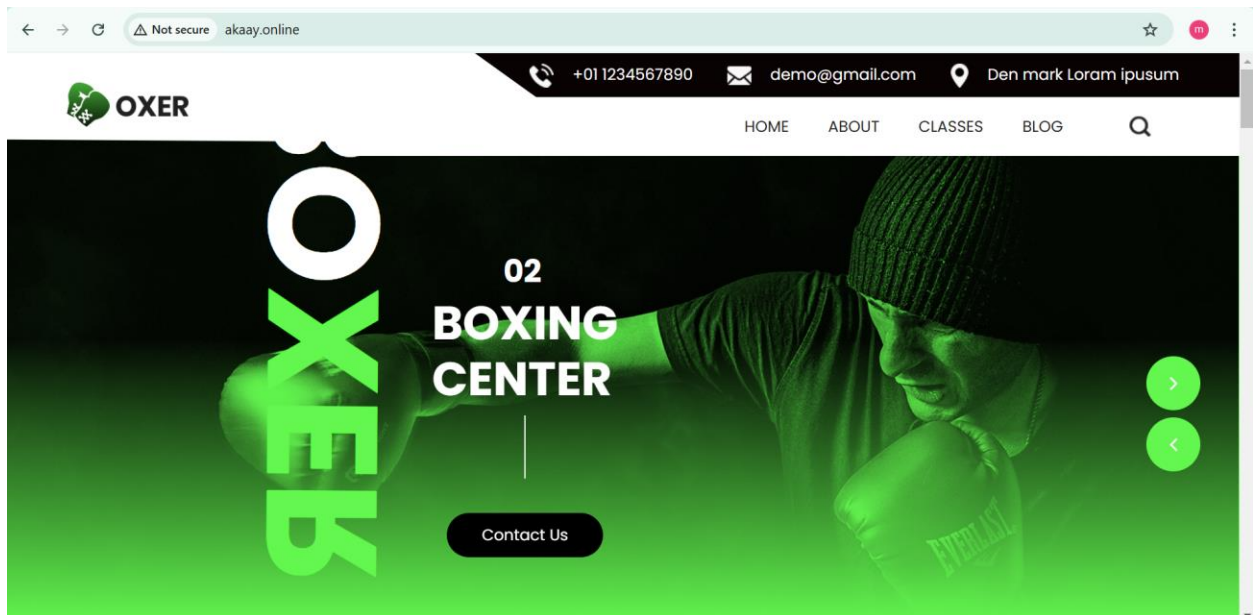 Not secure akaay.online
m
+01 1234567890 demo@gmail.com Den mark Loram ipusum
OXER
HOME ABOUT CLASSES BLOG
OXER
02
BOXING
CENTER
Contact Us
EVERLAST